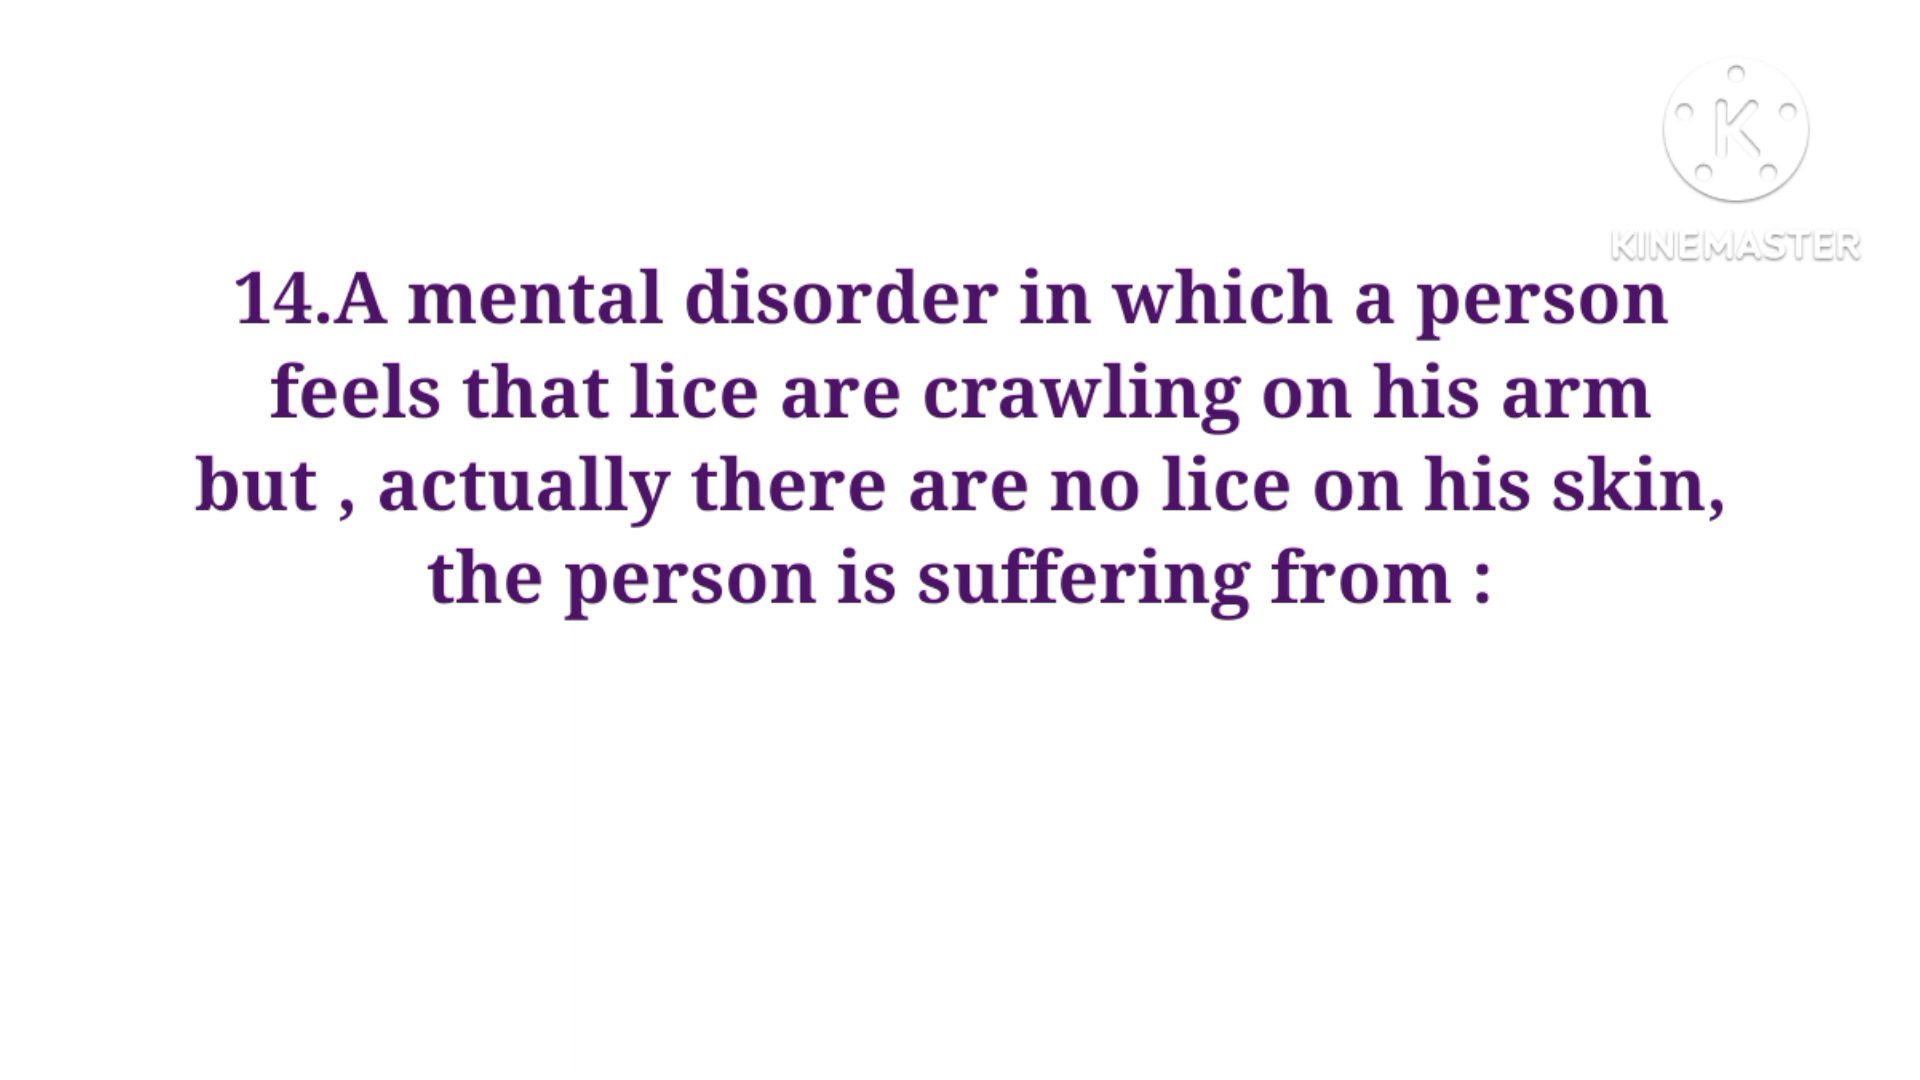 K
KINEMASTER
14.A mental disorder in which a person
feels that lice are crawling on his arm
but , actually there are no lice on his skin,
the person is suffering from :